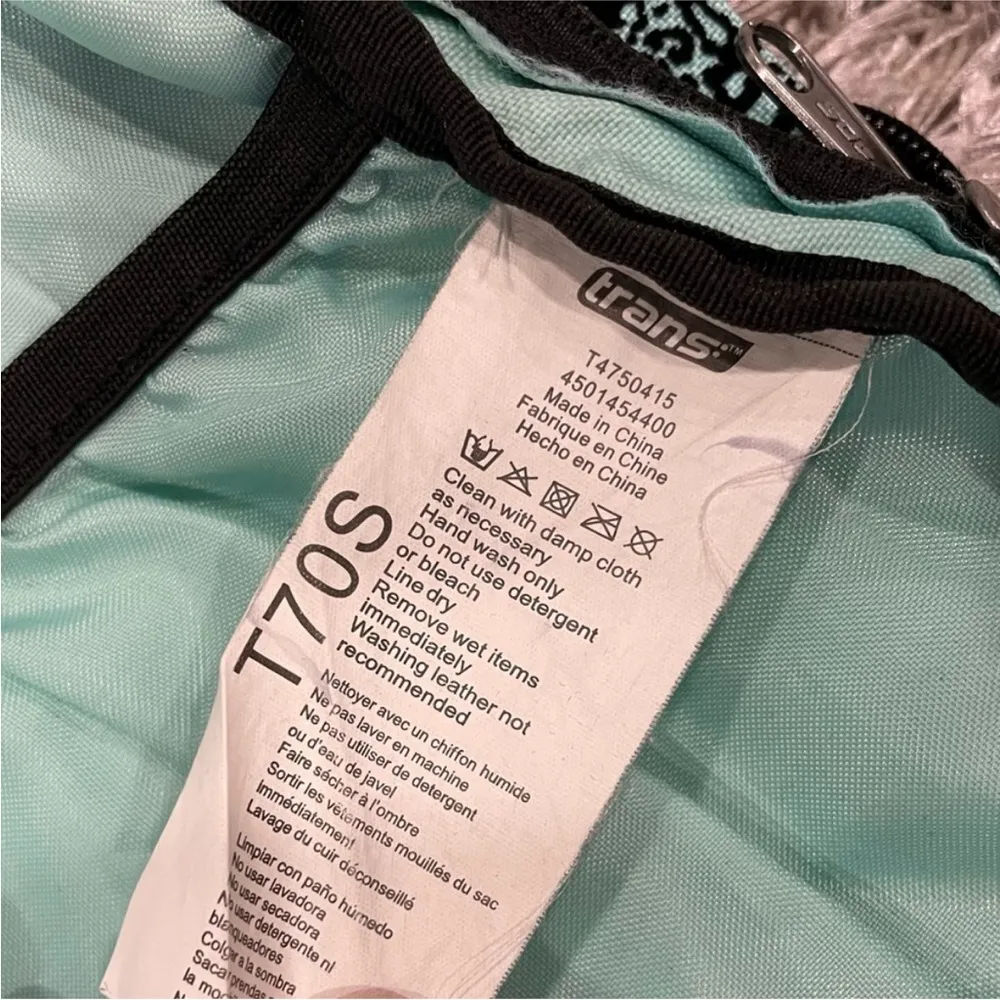 trans:™
T4750415
4501454400
Made in China
Fabrique en Chine
Hecho en China
Clean with damp cloth
as necessary
Hand wash only
Do not use detergent
or bleach
Line dry
Remove wet items
immediately
Washing leather not
recommended
T70S
Nettoyer avec un chiffon humide
Ne pas laver en machine
Ne pas utiliser de detergent
ou d'eau de javel
Faire sécher à l'ombre
Sortir les vêtements mouillés du sac
Immédiatement
Lavage du cuir déconseillé
Limpiar con paño húmedo
No usar lavadora
No usar secadora
No usar detergente ni
blanqueadores
Colgar a la sombra
Sacar prendas
la